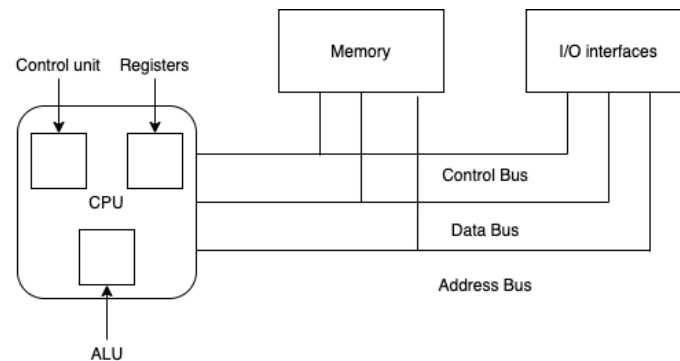 Memory
I/O interfaces
Control unit
Registers
Control Bus
CPU
Data Bus
Address Bus
ALU